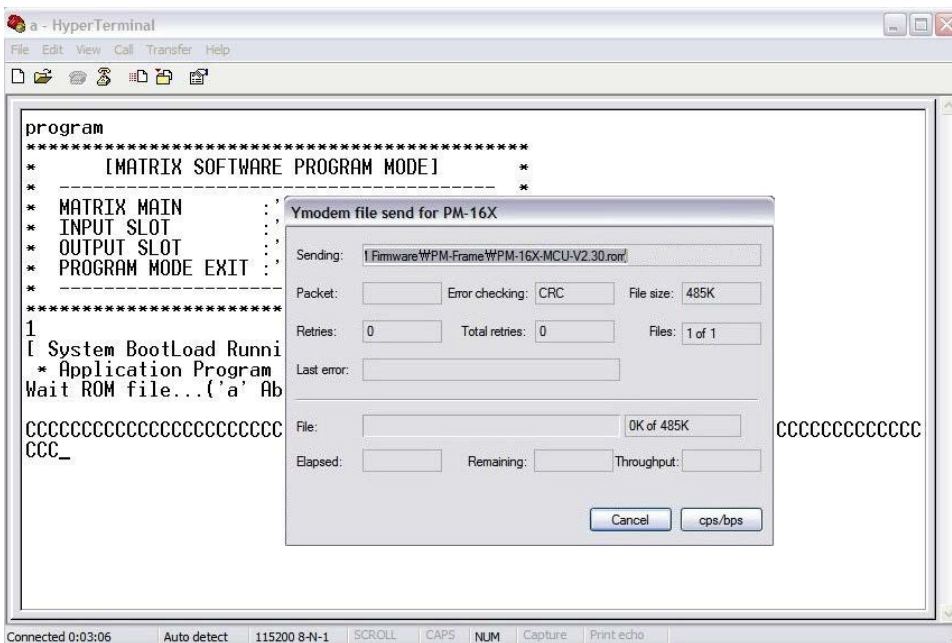 a - HyperTerminal
File Edit View Call Transfer Help
program
********************************************
* [MATRIX SOFTWARE PROGRAM MODE] *
* --------------------------------------- *
* MATRIX MAIN :'
* INPUT SLOT :'
* OUTPUT SLOT :'
* PROGRAM MODE EXIT :'
* --------------------
***********************
1
[ System BootLoad Runni
* Application Program
Wait ROM file...('a' Ab
CCCCCCCCCCCCCCCCCCCCCCC CCCCCCCCCCCCC
CCC_
Ymodem file send for PM-16X
Sending: Firmware₩PM-Frame₩PM-16X-MCU-V2.30.rom
Packet: Error checking: CRC File size: 485K
Retries: 0 Total retries: 0 Files: 1 of 1
Last error:
File: 0K of 485K
Elapsed: Remaining: Throughput:
Cancel cps/bps
Connected 0:03:06 Auto detect 115200 8-N-1 SCROLL CAPS NUM Capture Print echo